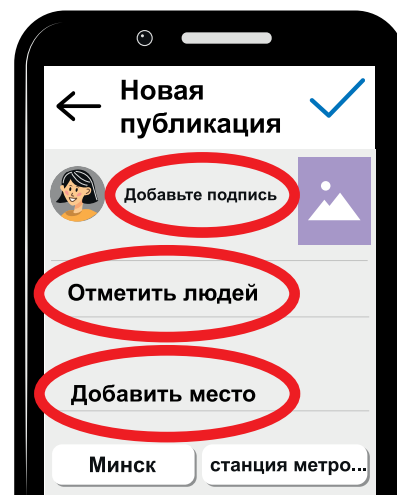 Новая
публикация
Добавьте подпись
Отметить людей
Добавить место
Минск
станция метро...